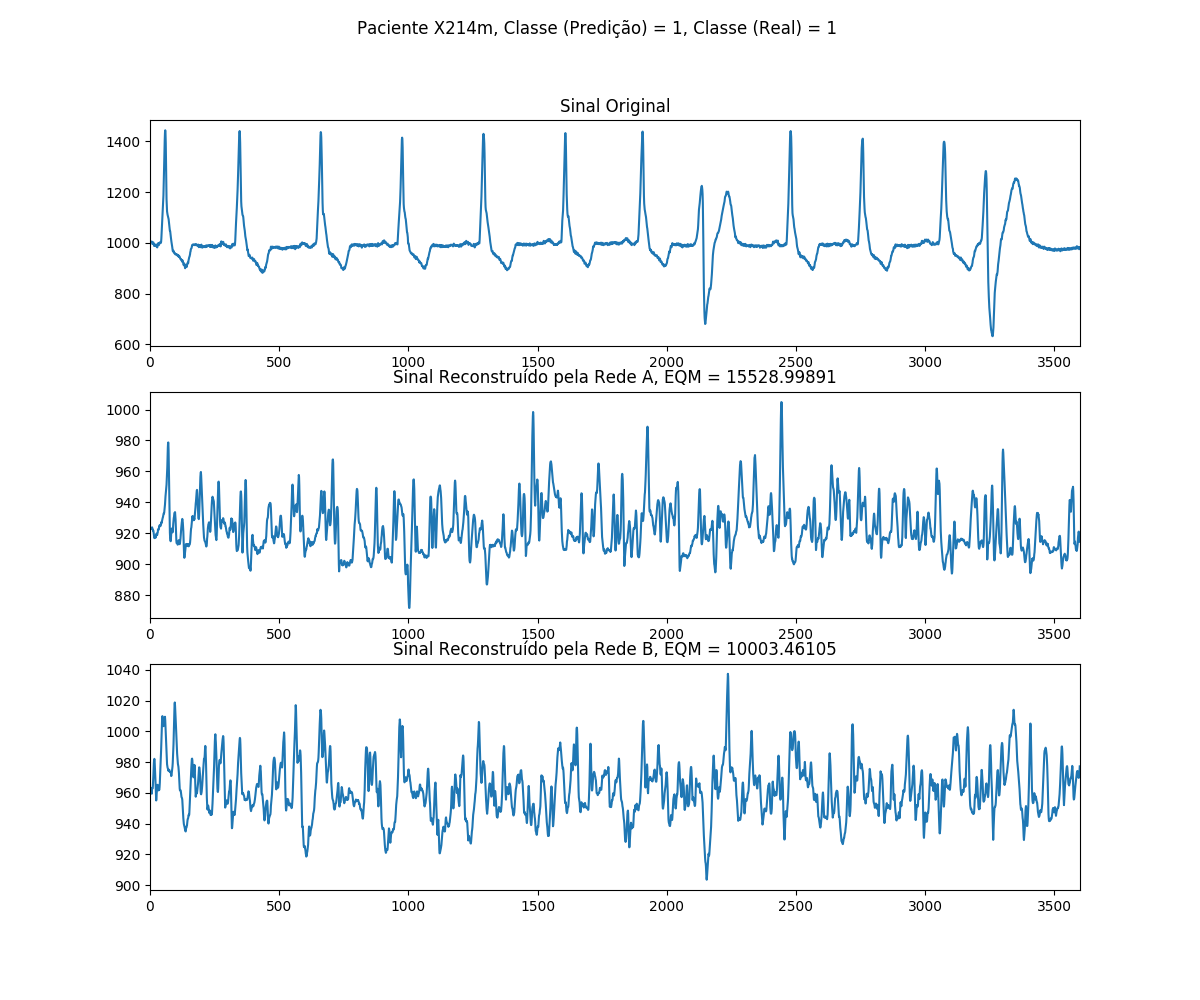 Paciente X214m, Classe (Predição) = 1, Classe (Real) = 1
Sinal Original
1400
1200
1000
800
600
0 500 1000 1500 2000 2500 3000 3500
Sinal Reconstruído pela Rede A, EQM = 15528.99891
1000
980
960
940
920
900
880
0 500 1000 1500 2000 2500 3000 3500
Sinal Reconstruído pela Rede B, EQM = 10003.46105
1040
1020
1000
980
960
940
920
900
0 500 1000 1500 2000 2500 3000 3500